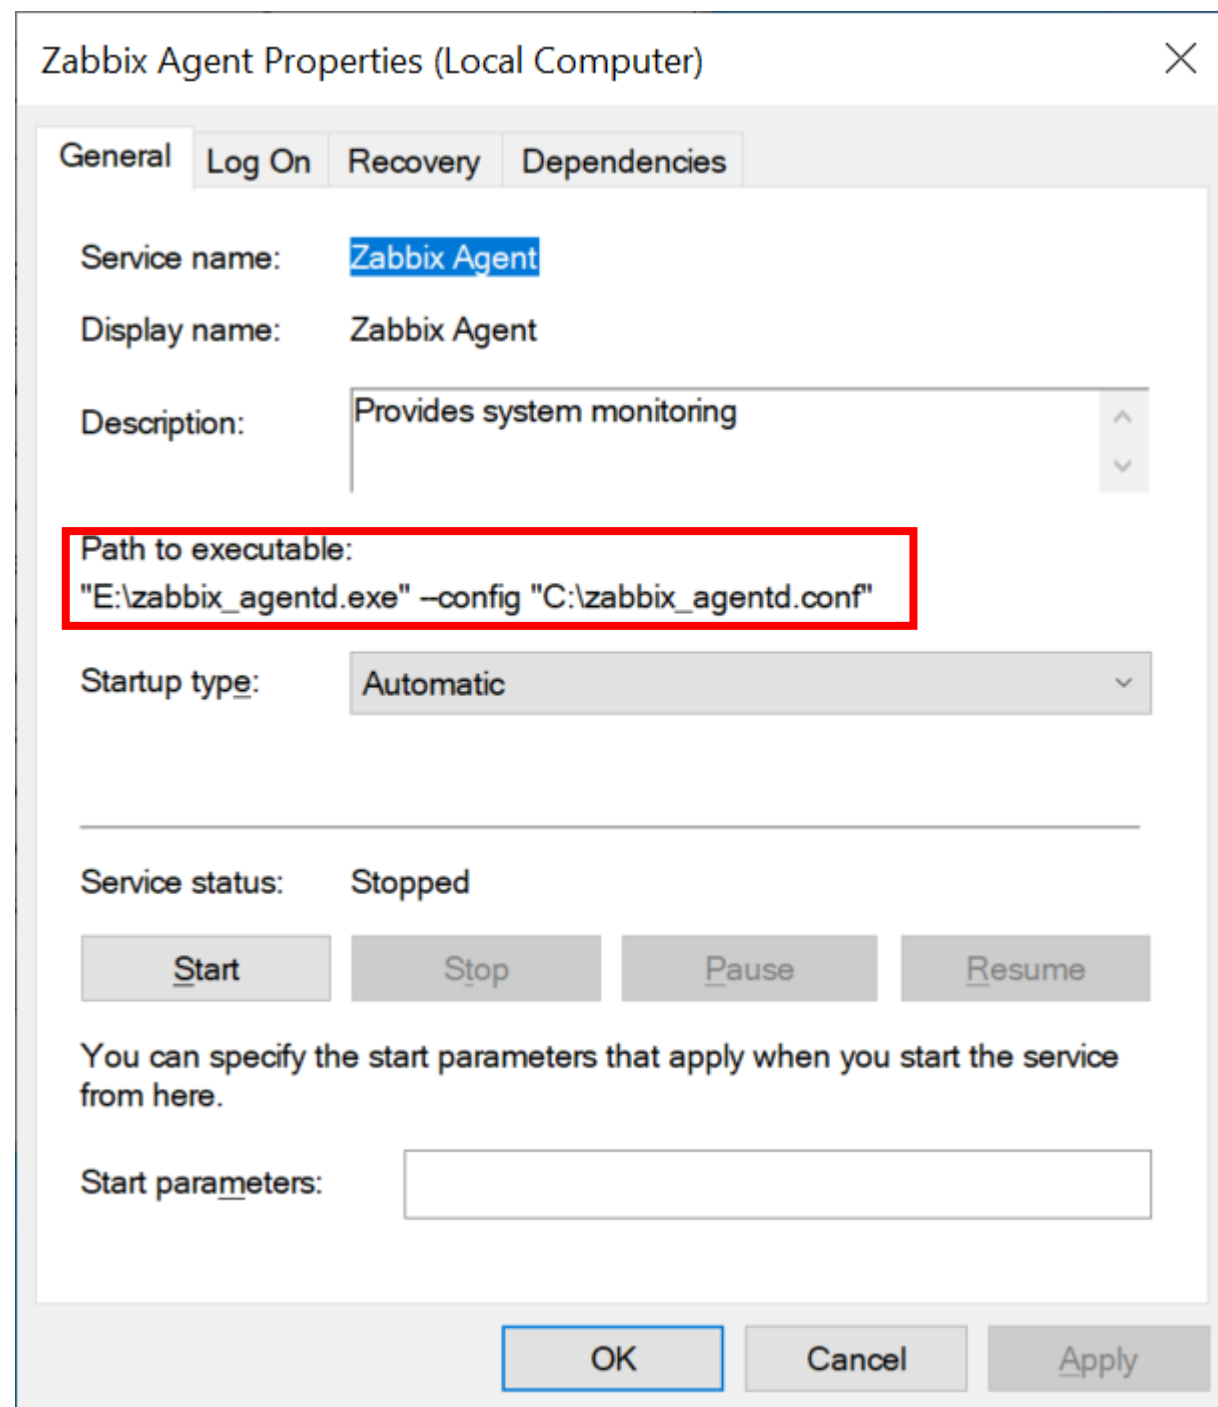 Zabbix Agent Properties (Local Computer)
General Log On Recovery Dependencies
Service name: Zabbix Agent
Display name: Zabbix Agent
Description: Provides system monitoring
Path to executable:
"E:\zabbix_agentd.exe" --config "C:\zabbix_agentd.conf"
Startup type: Automatic
Service status: Stopped
Start Stop Pause Resume
You can specify the start parameters that apply when you start the service
from here.
Start parameters:
OK Cancel Apply